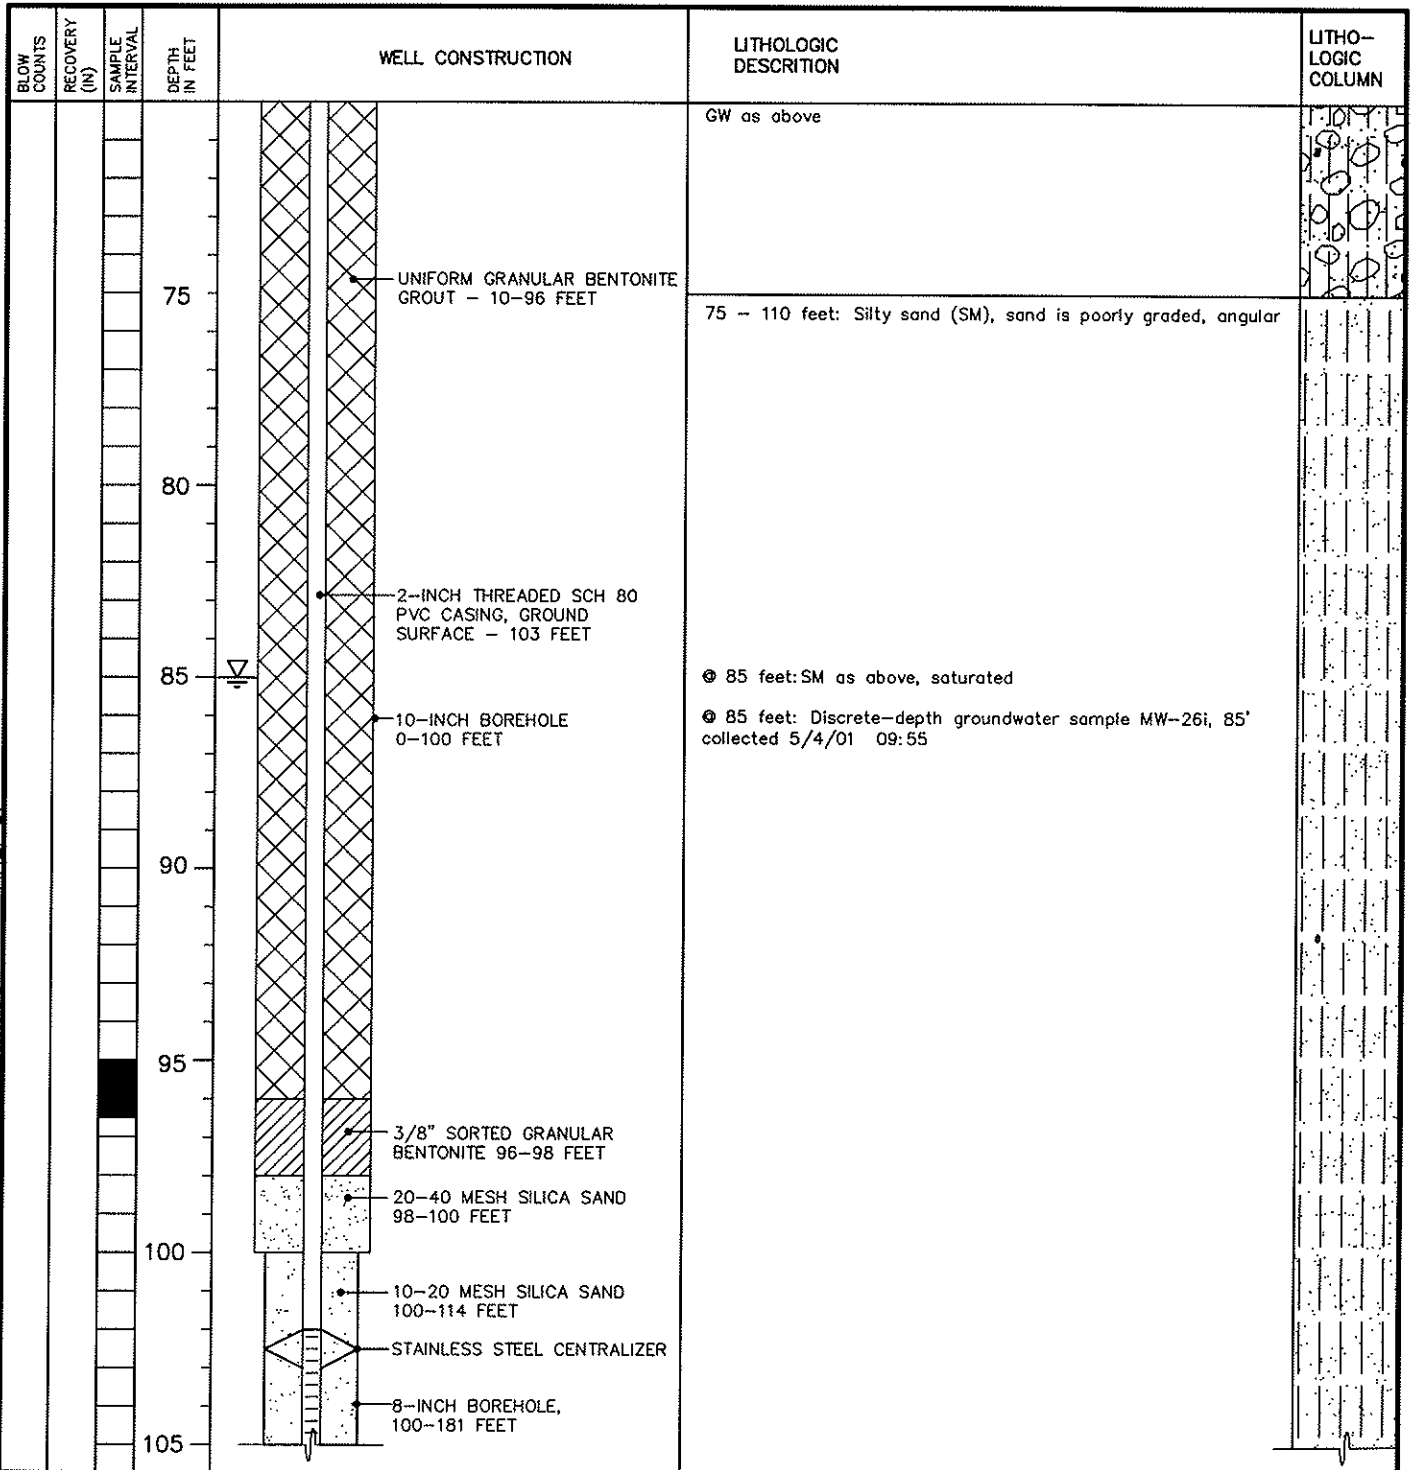 BLOW
COUNTS
RECOVERY
(IN)
SAMPLE
INTERVAL
DEPTH
IN FEET
WELL CONSTRUCTION
LITHOLOGIC
DESCRITION
LITHO-
LOGIC
COLUMN
GW as above
UNIFORM GRANULAR BENTONITE
GROUT - 10-96 FEET
75
75 - 110 feet: Silty sand (SM), sand is poorly graded, angular
80
2-INCH THREADED SCH 80
PVC CASING, GROUND
SURFACE - 103 FEET
85
@ 85 feet: SM as above, saturated
10-INCH BOREHOLE
0-100 FEET
@ 85 feet: Discrete-depth groundwater sample MW-26i, 85'
collected 5/4/01 09:55
90
95
3/8" SORTED GRANULAR
BENTONITE 96-98 FEET
20-40 MESH SILICA SAND
98-100 FEET
100
10-20 MESH SILICA SAND
100-114 FEET
STAINLESS STEEL CENTRALIZER
8-INCH BOREHOLE,
100-181 FEET
105